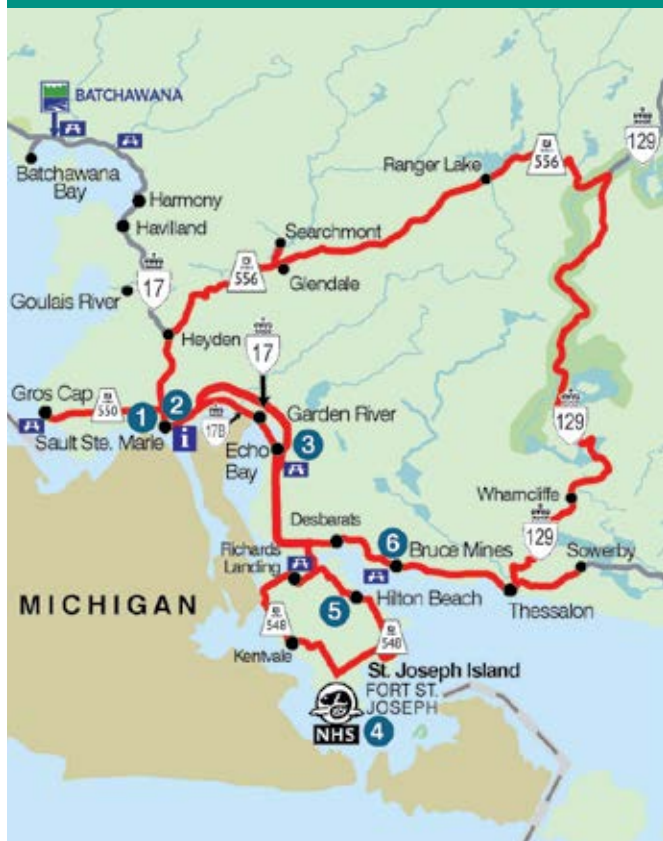 BATCHAWANA
129
Batchawana
Bay
Ranger Lake
556
Harmony
Searchmont
Havilland
17
556
Glendale
Goulais River
Heyden
17
Gros Cap
550
1
2
17B
Garden River
129
Sault Ste. Marie
i
Echo
Bay
3
Wharncliffe
Desbarats
6
Bruce Mines
129
Sowerby
Richards
Landing
MICHIGAN
5
Hilton Beach
Thessalon
548
548
Kentvale
St. Joseph Island
FORT ST.
JOSEPH
NHS
4